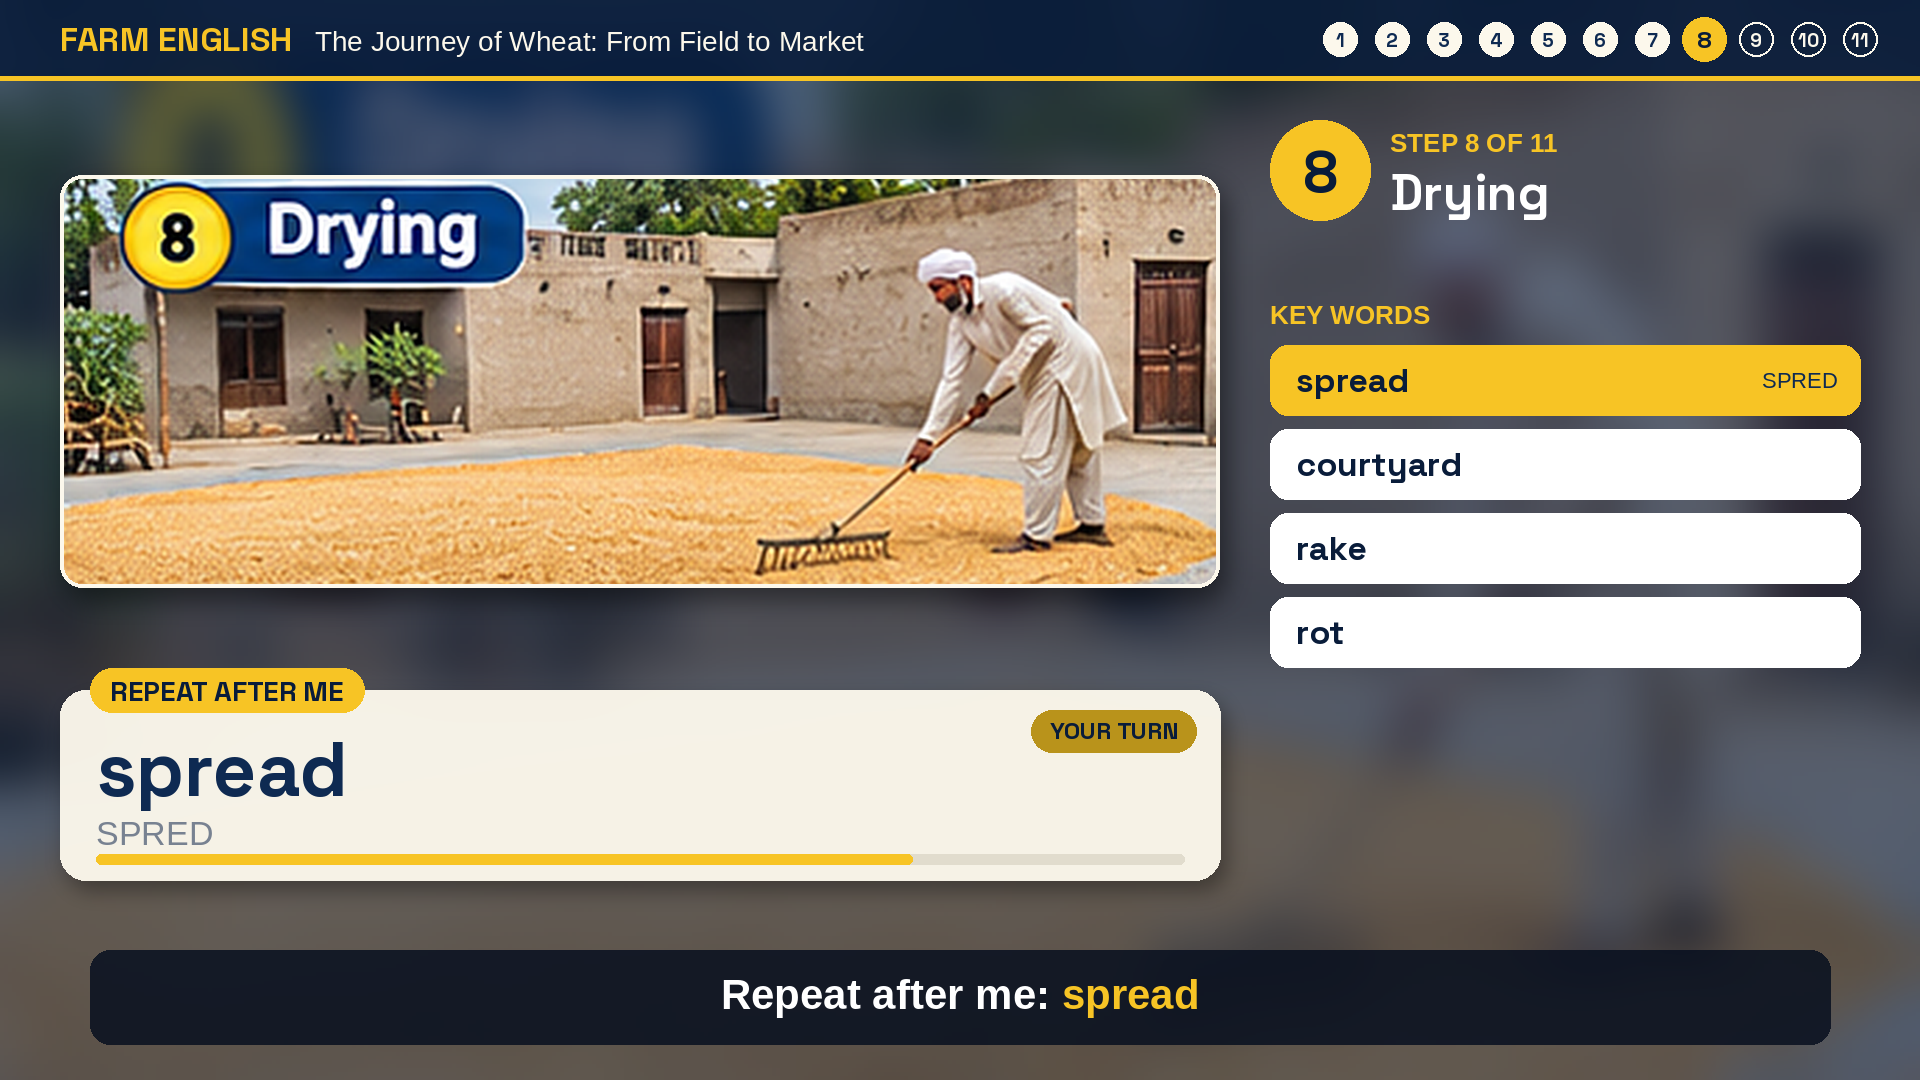 FARM ENGLISH The Journey of Wheat: From Field to Market 1 2 3 4 5 6 7 8 9 10 11
8 Drying
8
STEP 8 OF 11
Drying
KEY WORDS
spread SPRED
courtyard
rake
rot
REPEAT AFTER ME
YOUR TURN
spread
SPRED
Repeat after me: spread